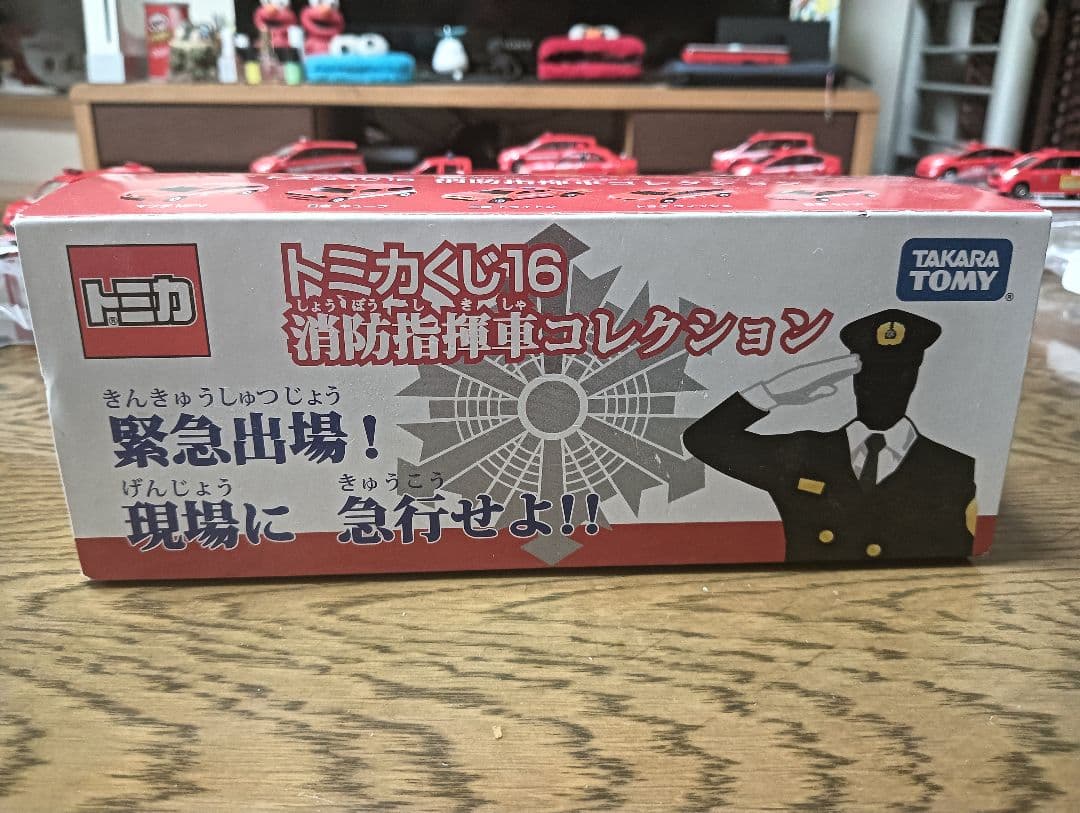 トミカ
トミカくじ16
しょうぼうしきしゃ
消防指揮車コレクション
TAKARA
TOMY
きんきゅうしゅつじょう
緊急出場!
げんじょう きゅうこう
現場に 急行せよ!!